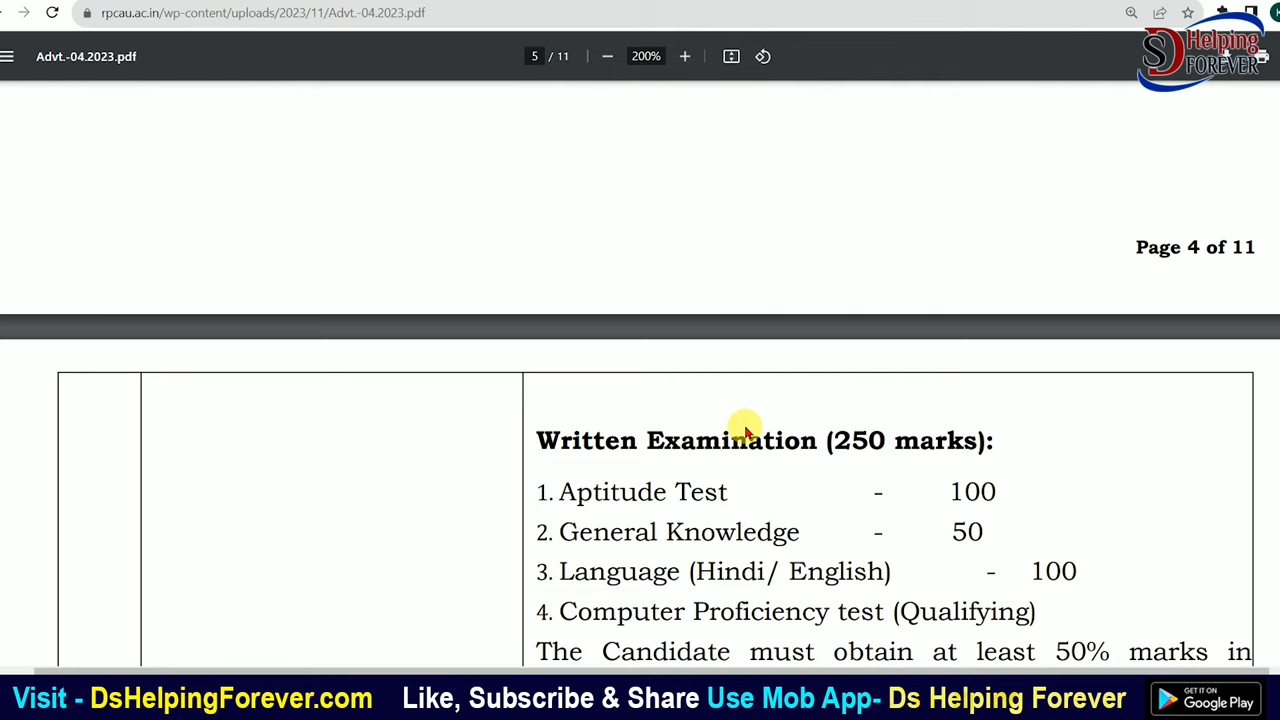 rpcau.ac.in/wp-content/uploads/2023/11/Advt.-04.2023.pdf
Advt.-04.2023.pdf
5 / 11
200%
SD Helping
FOREVER
Page 4 of 11
Written Examination (250 marks):
1. Aptitude Test - 100
2. General Knowledge - 50
3. Language (Hindi/ English) - 100
4. Computer Proficiency test (Qualifying)
The Candidate must obtain at least 50% marks in
Visit - DsHelpingForever.com Like, Subscribe & Share Use Mob App- Ds Helping Forever
GET IT ON
Google Play